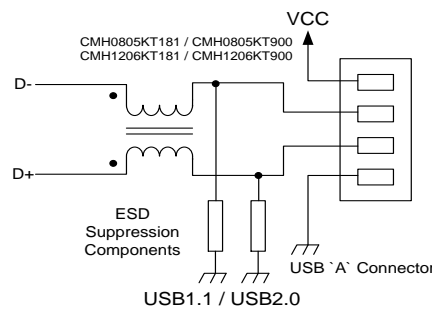 VCC
CMH0805KT181 / CMH0805KT900
CMH1206KT181 / CMH1206KT900
D-
D+
ESD
Suppression
Components
USB `A` Connector
USB1.1 / USB2.0